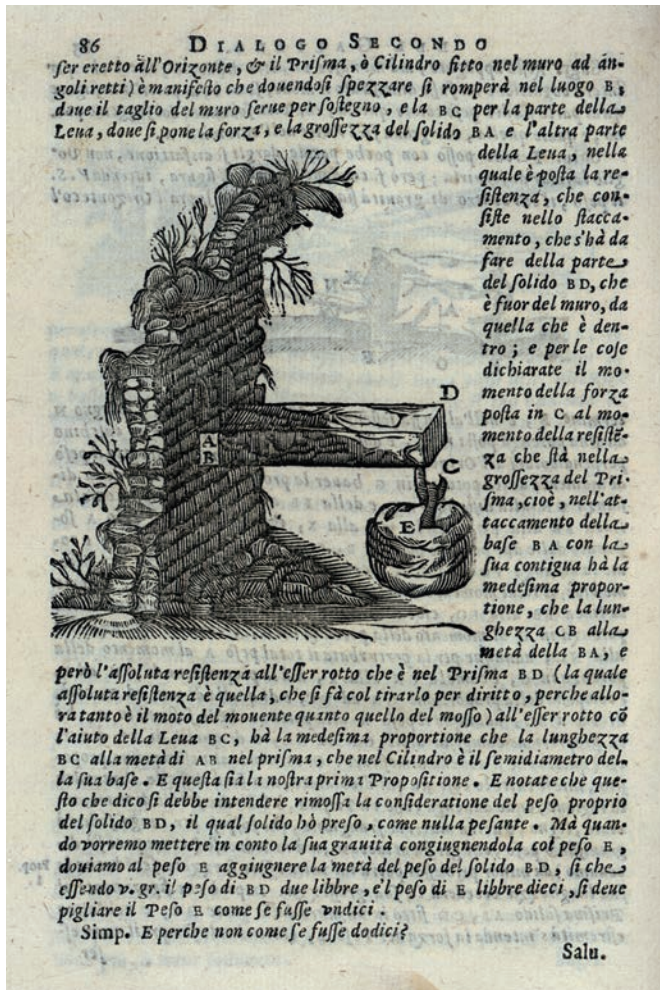 86 DIALOGO SECONDO
ſer eretto all'Orizonte, & il Priſma, ò Cilindro fitto nel muro ad an-
goli retti) è manifeſto che douendoſi ſpezzare ſi romperà nel luogo B,
doue il taglio del muro ſerue per ſoſtegno, e la BC per la parte della
Leua, doue ſi pone la forza, e la groſſezza del ſolido BA e l'altra parte
della Leua, nella
quale è poſta la re-
ſiſtenza, che con-
ſiſte nello ſtacca-
mento, che s'hà da
fare della parte
del ſolido BD, che
è fuor del muro, da
quella che è den-
tro; e per le coſe
dichiarate il mo-
mento della forza
poſta in C al mo-
mento della reſiſtē-
za che ſtà nella
groſſezza del Pri-
ſma, cioè, nell'at-
taccamento della
baſe BA con la
ſua contigua hà la
medeſima propor-
tione, che la lun-
ghezza CB alla
metà della BA, e
D
A
B
C
E
però l'aſſoluta reſiſtenza all'eſſer rotto che è nel Priſma BD (la quale
aſſoluta reſiſtenza è quella, che ſi fà col tirarlo per diritto, perche allo-
ra tanto è il moto del mouente quanto quello del moſſo) all'eſſer rotto cō
l'aiuto della Leua BC, hà la medeſima proportione che la lunghezza
BC alla metà di AB nel priſma, che nel Cilindro è il ſemidiametro del-
la ſua baſe. E queſta ſia la noſtra prima Propoſitione. E notate che que-
ſto che dico ſi debbe intendere rimoſſa la conſideratione del peſo proprio
del ſolido BD, il qual ſolido hò preſo, come nulla peſante. Mà quan-
do vorremo mettere in conto la ſua grauità congiugnendola col peſo E,
douiamo al peſo E aggiugnere la metà del peſo del ſolido BD, ſi che
eſſendo v. gr. il peſo di BD due libbre, e'l peſo di E libbre dieci, ſi deue
pigliare il Peſo E come ſe fuſſe vndici.
Simp. E perche non come ſe fuſſe dodici?
Salu.